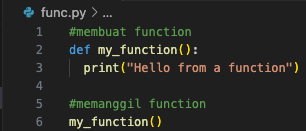 func.py > ...
1 #membuat function
2 def my_function():
3   print("Hello from a function")
4
5 #memanggil function
6 my_function()